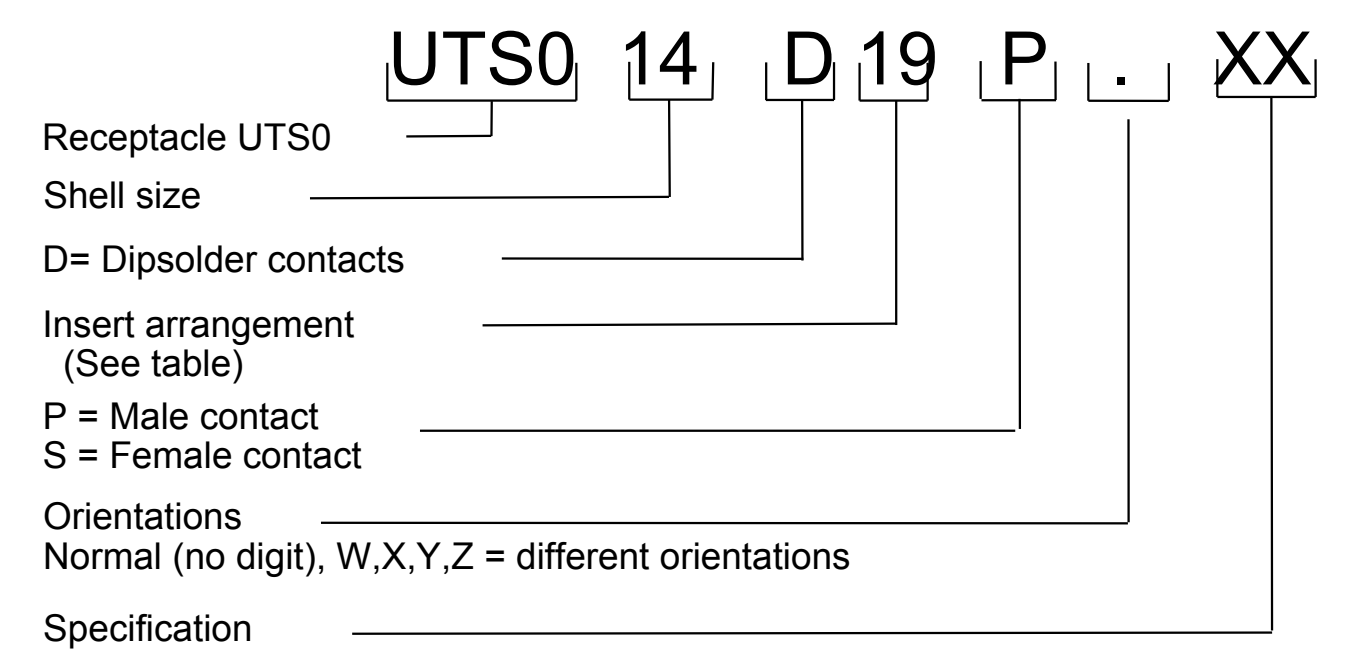 UTS0 14 D 19 P . XX
Receptacle UTS0
Shell size
D= Dipsolder contacts
Insert arrangement
(See table)
P = Male contact
S = Female contact
Orientations
Normal (no digit), W,X,Y,Z = different orientations
Specification